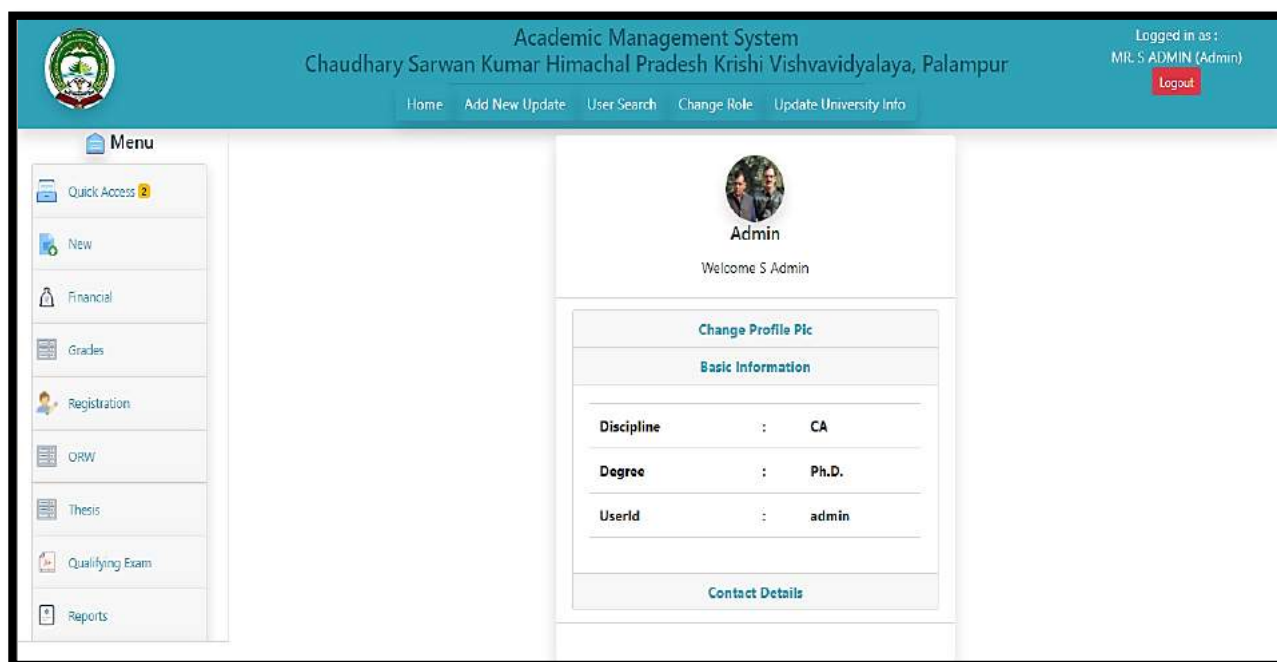 Academic Management System
Chaudhary Sarwan Kumar Himachal Pradesh Krishi Vishvavidyalaya, Palampur
Logged in as :
MR. S ADMIN (Admin)
Logout
Home Add New Update User Search Change Role Update University Info
Menu
Quick Access 2
New
Financial
Grades
Registration
ORW
Thesis
Qualifying Exam
Reports
Admin
Welcome S Admin
Change Profile Pic
Basic Information
Discipline : CA
Degree : Ph.D.
UserId : admin
Contact Details